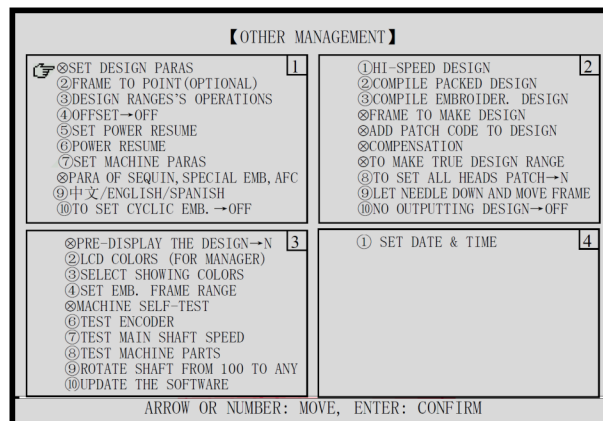 【OTHER MANAGEMENT】
1
⊗SET DESIGN PARAS
②FRAME TO POINT(OPTIONAL)
③DESIGN RANGES'S OPERATIONS
④OFFSET→OFF
⑤SET POWER RESUME
⑥POWER RESUME
⑦SET MACHINE PARAS
⊗PARA OF SEQUIN,SPECIAL EMB,AFC
⑨中文/ENGLISH/SPANISH
⑩TO SET CYCLIC EMB.→OFF
2
①HI-SPEED DESIGN
②COMPILE PACKED DESIGN
③COMPILE EMBROIDER. DESIGN
⊗FRAME TO MAKE DESIGN
⊗ADD PATCH CODE TO DESIGN
⊗COMPENSATION
⊗TO MAKE TRUE DESIGN RANGE
⑧TO SET ALL HEADS PATCH→N
⑨LET NEEDLE DOWN AND MOVE FRAME
⑩NO OUTPUTTING DESIGN→OFF
3
⊗PRE-DISPLAY THE DESIGN→N
②LCD COLORS (FOR MANAGER)
③SELECT SHOWING COLORS
④SET EMB. FRAME RANGE
⊗MACHINE SELF-TEST
⑥TEST ENCODER
⑦TEST MAIN SHAFT SPEED
⑧TEST MACHINE PARTS
⑨ROTATE SHAFT FROM 100 TO ANY
⑩UPDATE THE SOFTWARE
4
① SET DATE & TIME
ARROW OR NUMBER: MOVE, ENTER: CONFIRM